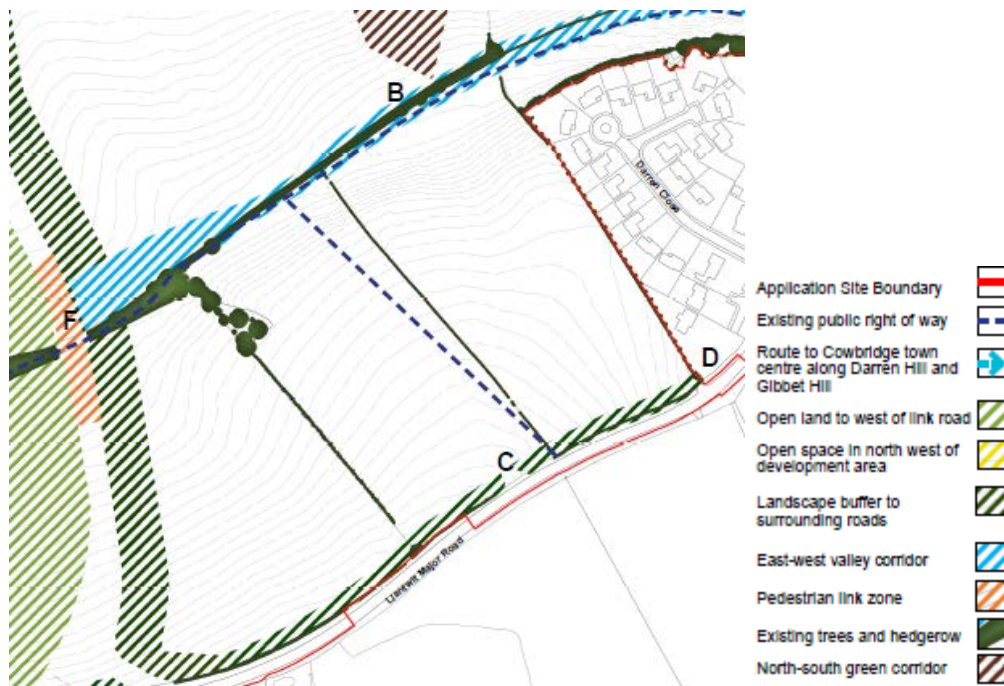 B
Darren Close
F
D
C
Llantwit Major Road
Application Site Boundary
Existing public right of way
Route to Cowbridge town
centre along Darren Hill and
Gibbet Hill
Open land to west of link road
Open space in north west of
development area
Landscape buffer to
surrounding roads
East-west valley corridor
Pedestrian link zone
Existing trees and hedgerow
North-south green corridor